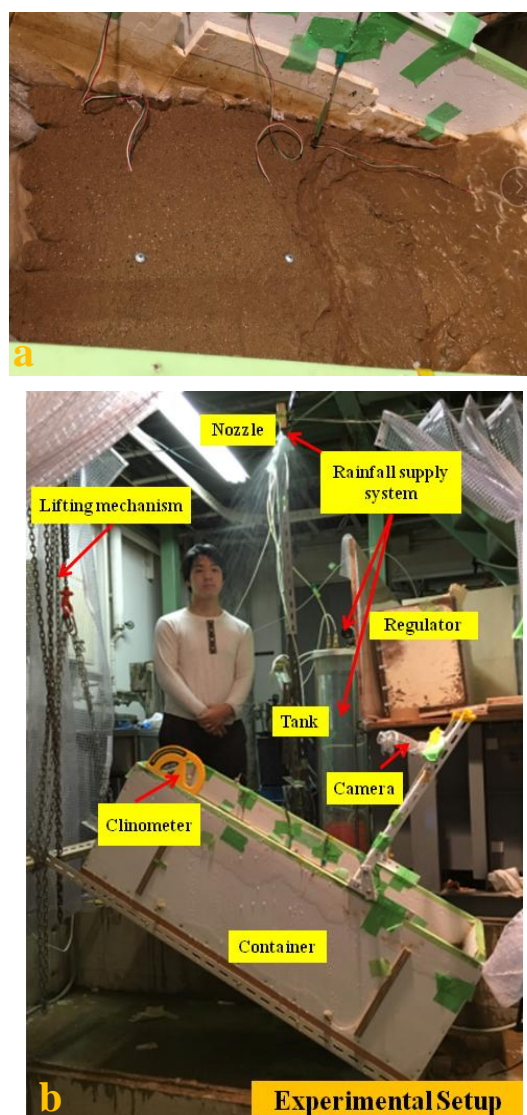 a
Nozzle
Rainfall supply
system
Lifting mechanism
Regulator
Tank
Camera
Clinometer
Container
b
Experimental Setup